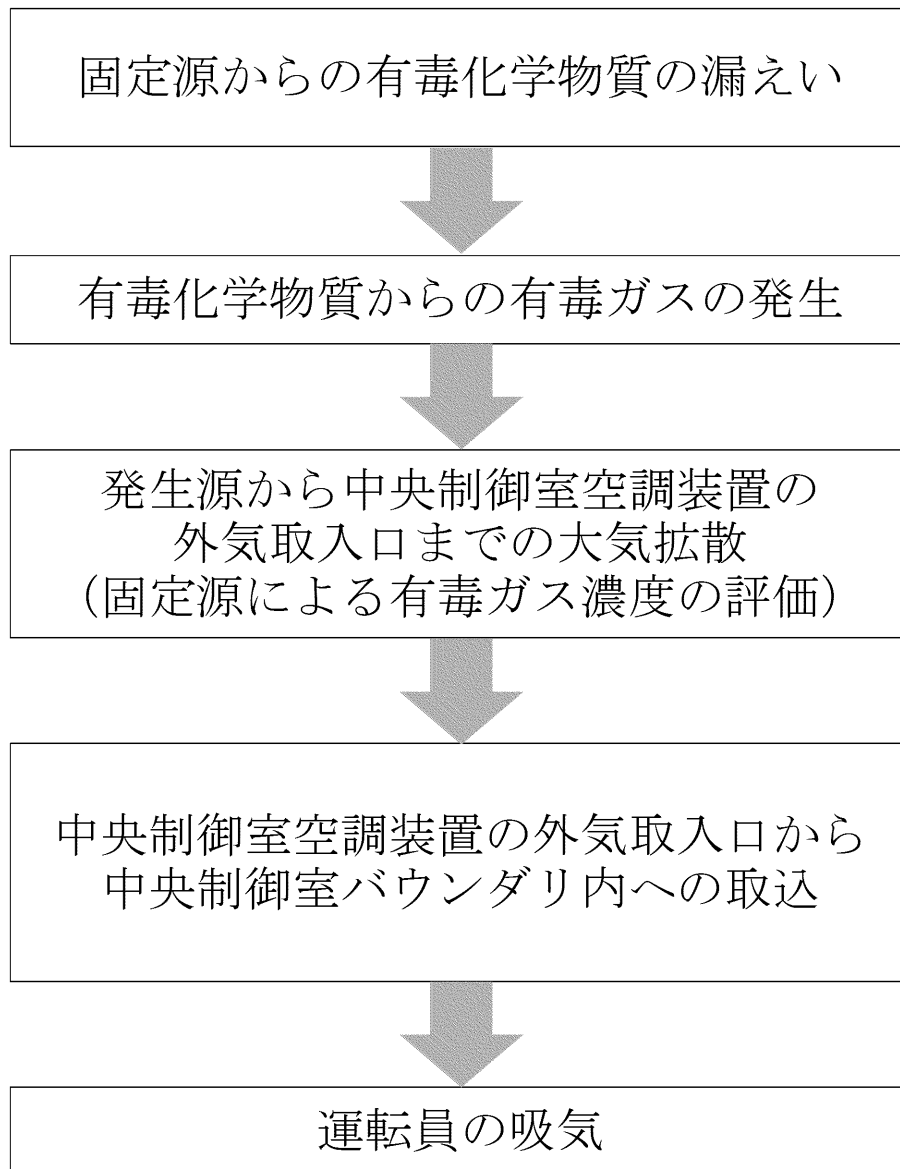 固定源からの有毒化学物質の漏えい
有毒化学物質からの有毒ガスの発生
発生源から中央制御室空調装置の
外気取入口までの大気拡散
（固定源による有毒ガス濃度の評価）
中央制御室空調装置の外気取入口から
中央制御室バウンダリ内への取込
運転員の吸気